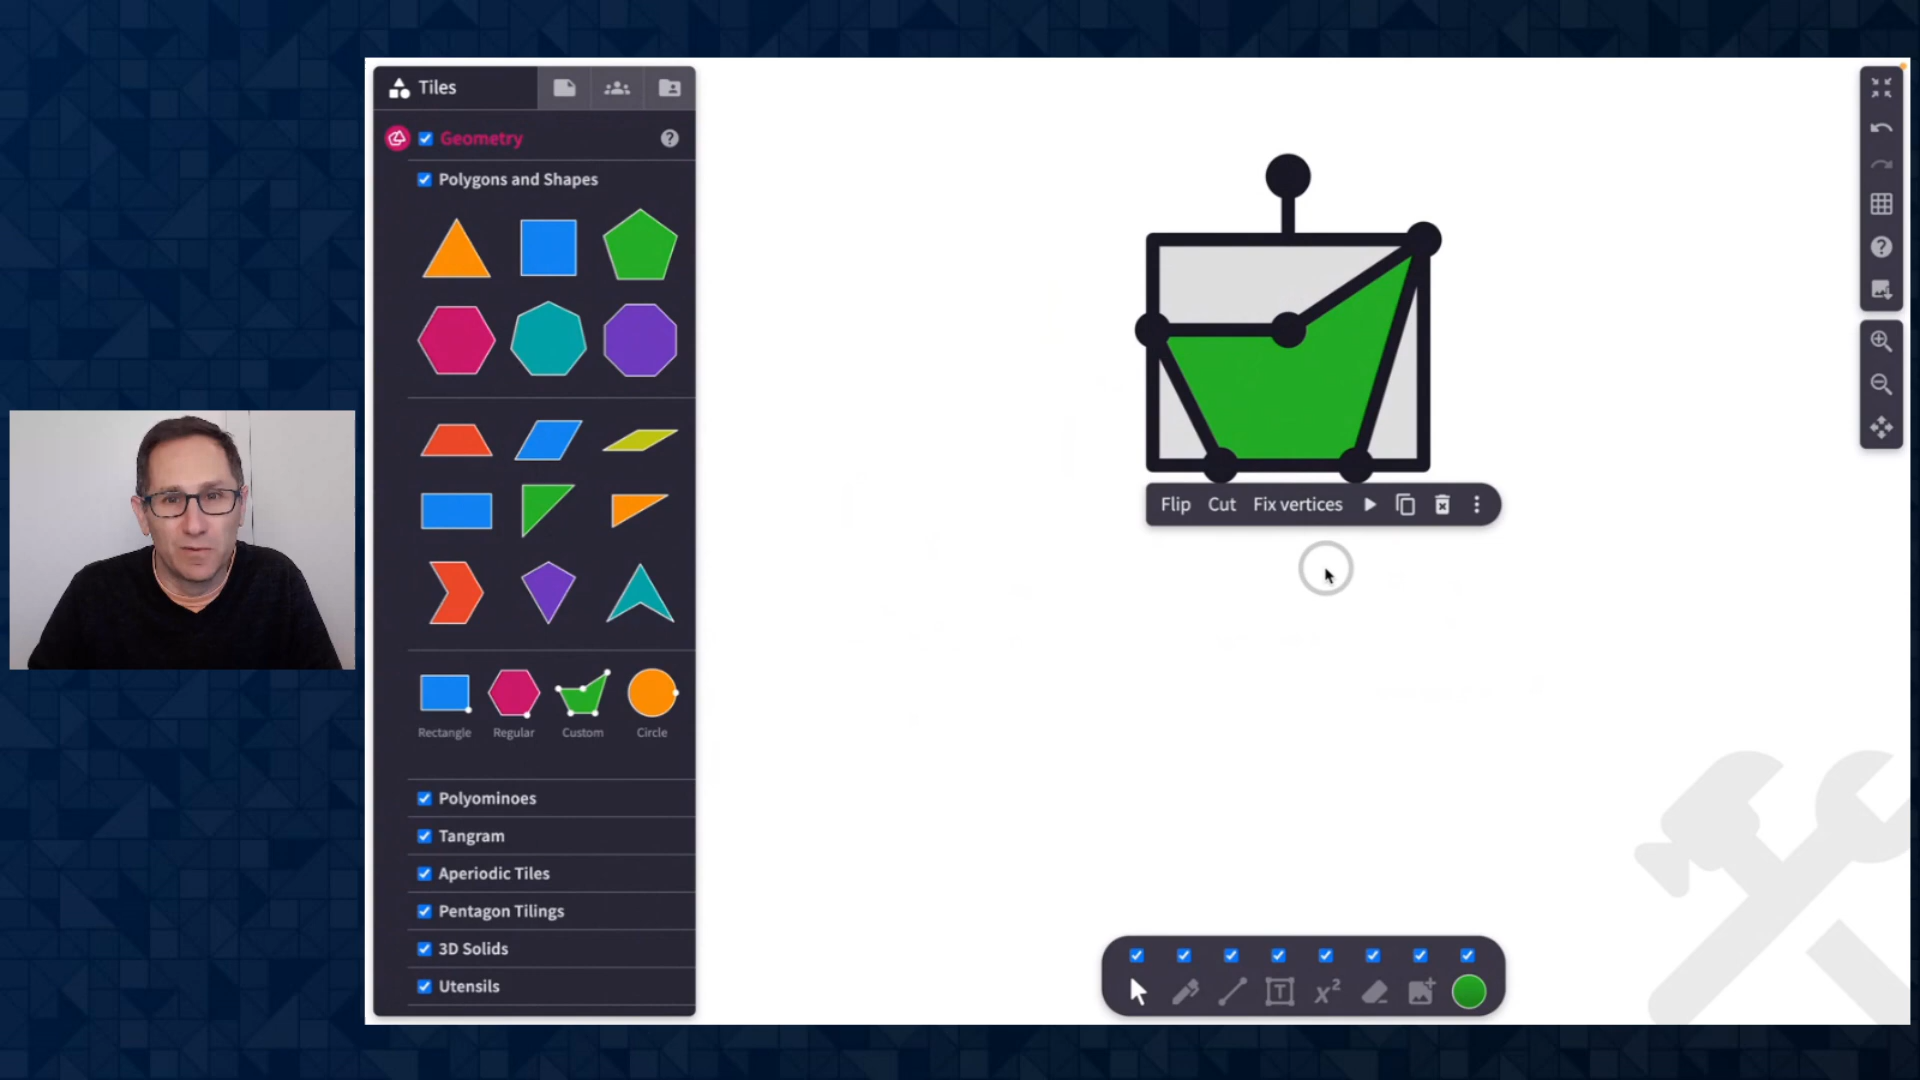 Tiles
Geometry
Polygons and Shapes
Rectangle Regular Custom Circle
Polyominoes
Tangram
Aperiodic Tiles
Pentagon Tilings
3D Solids
Utensils
Flip Cut Fix vertices
T x²